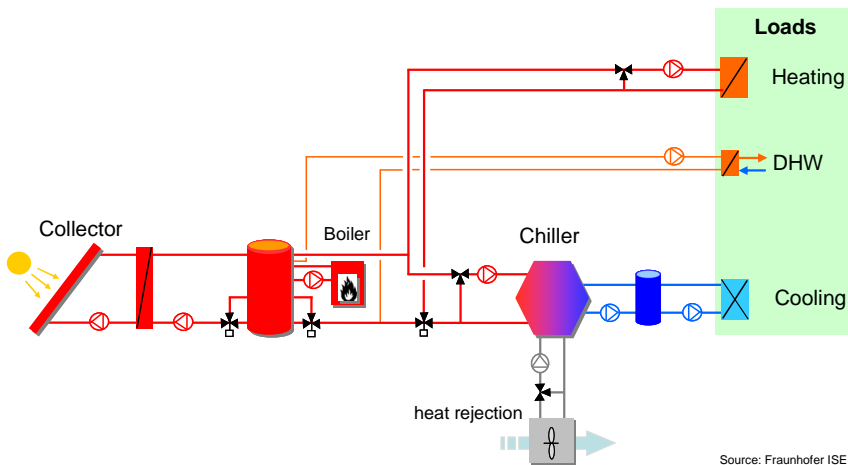 Loads
Heating
DHW
Collector
Boiler
Chiller
Cooling
heat rejection
Source: Fraunhofer ISE